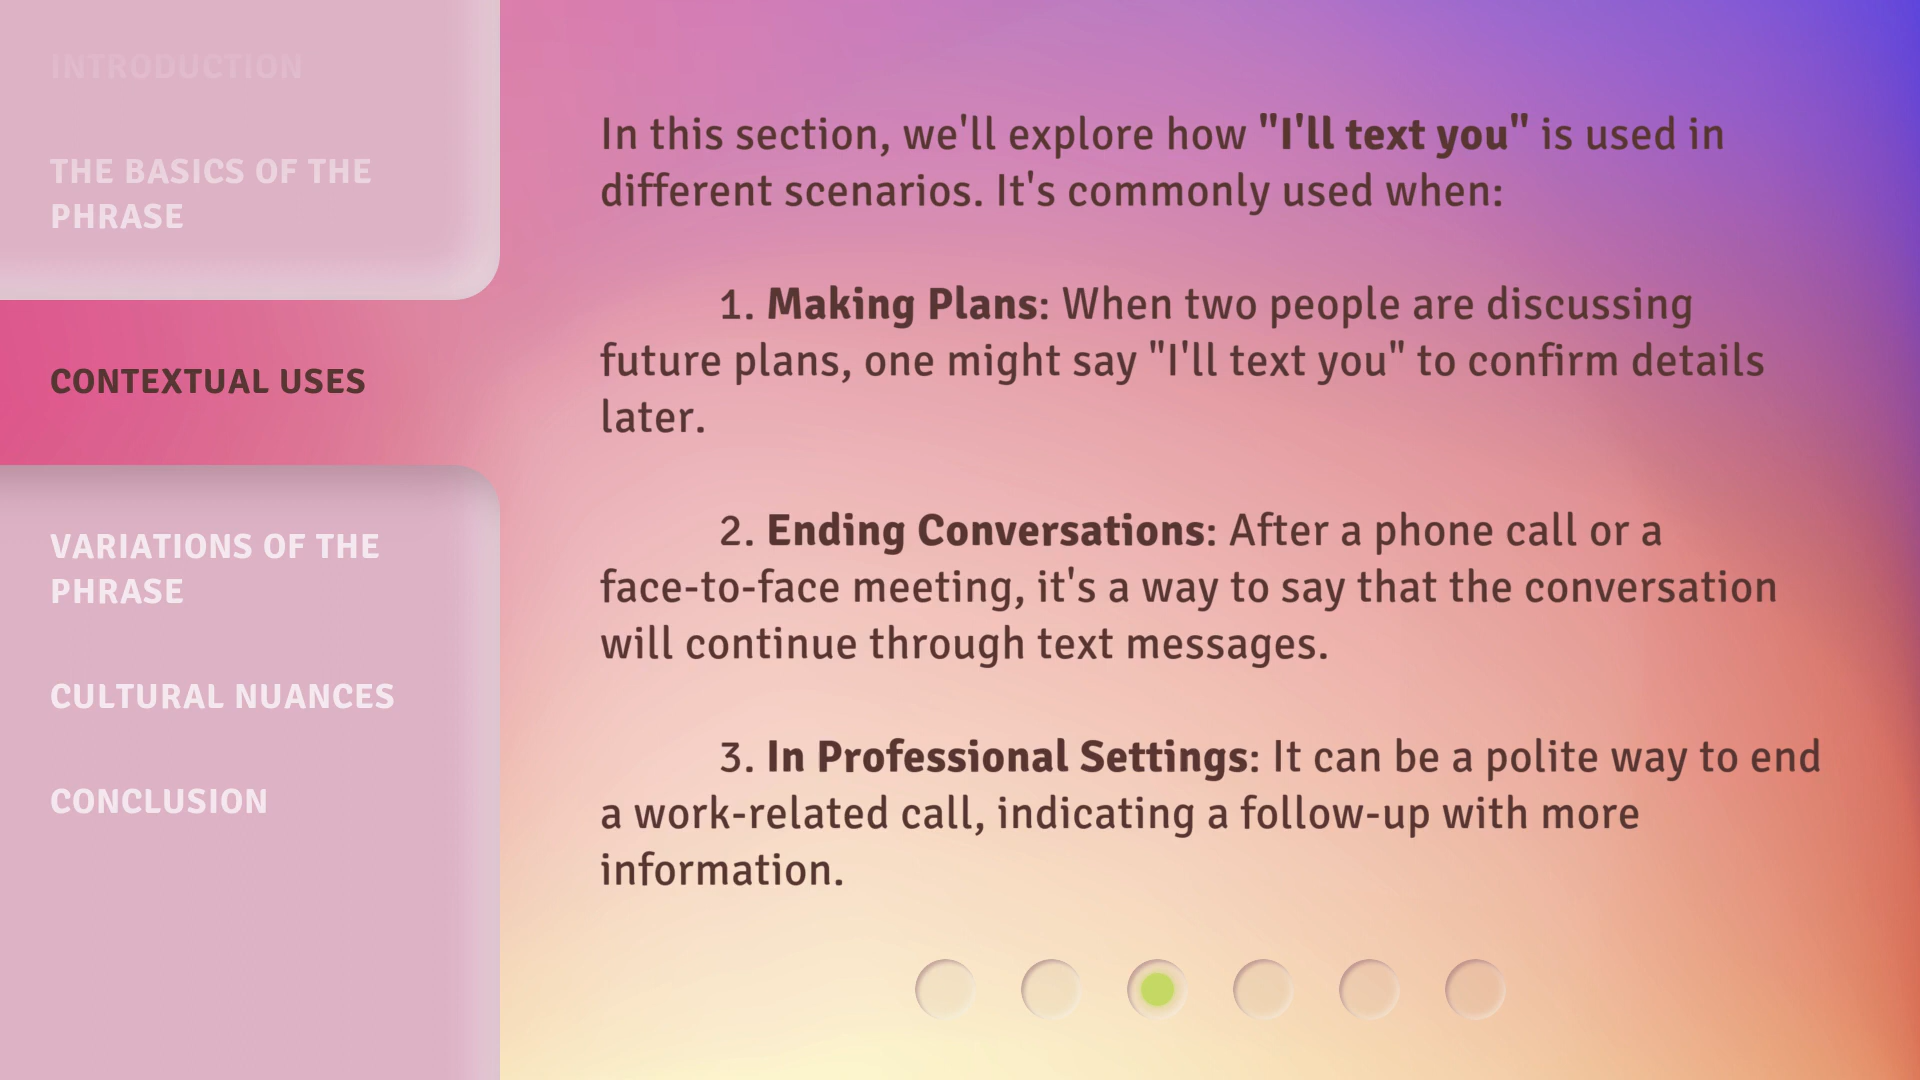 INTRODUCTION
THE BASICS OF THE
PHRASE
CONTEXTUAL USES
VARIATIONS OF THE
PHRASE
CULTURAL NUANCES
CONCLUSION
In this section, we'll explore how "I'll text you" is used in
different scenarios. It's commonly used when:
1. Making Plans: When two people are discussing
future plans, one might say "I'll text you" to confirm details
later.
2. Ending Conversations: After a phone call or a
face-to-face meeting, it's a way to say that the conversation
will continue through text messages.
3. In Professional Settings: It can be a polite way to end
a work-related call, indicating a follow-up with more
information.